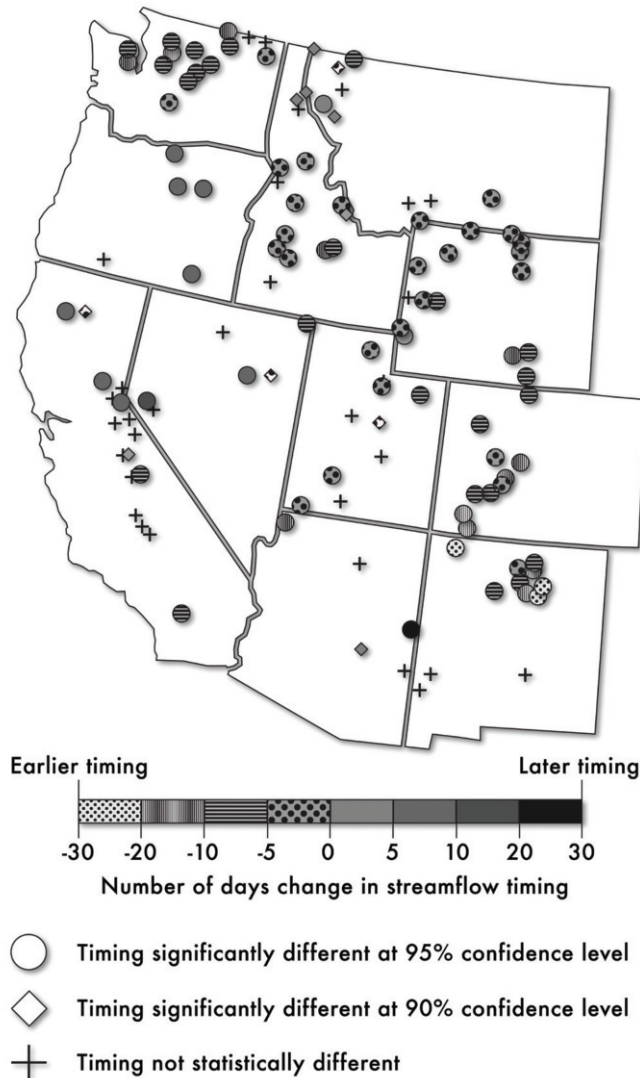 Earlier timing Later timing
-30 -20 -10 -5 0 5 10 20 30
Number of days change in streamflow timing
Timing significantly different at 95% confidence level
Timing significantly different at 90% confidence level
Timing not statistically different